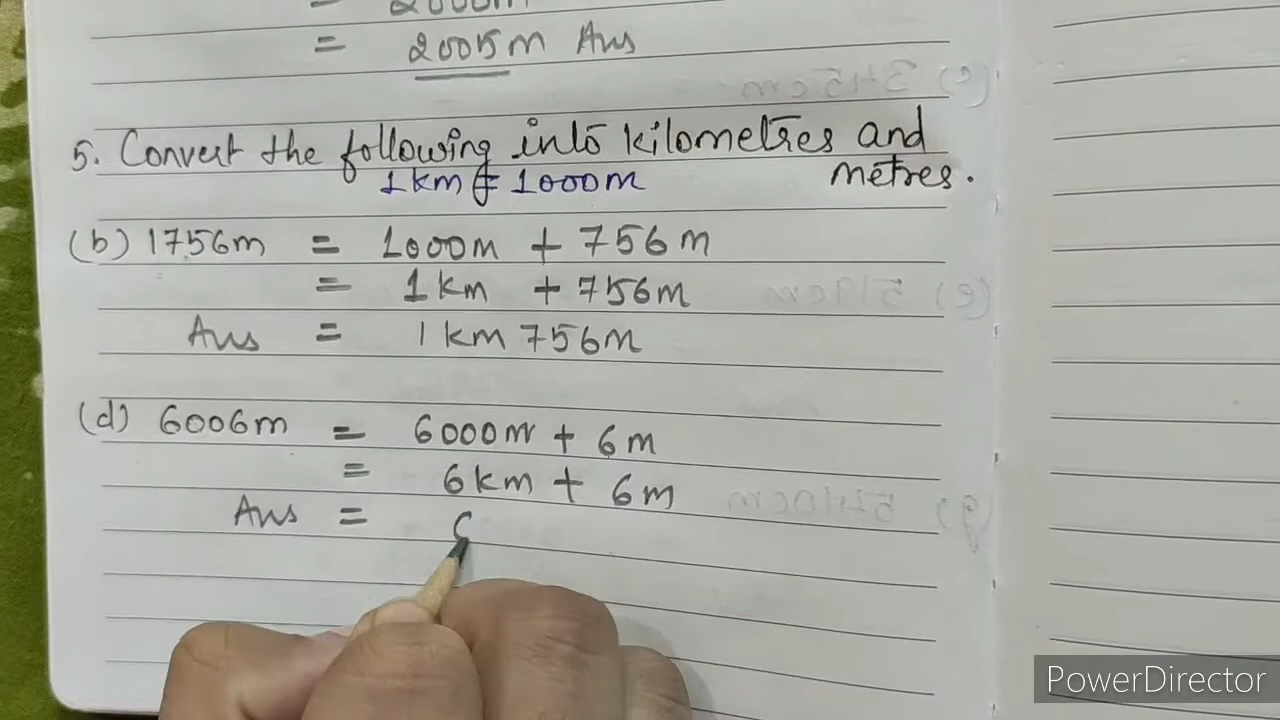 = 2000m
= 2005m Ans
5. Convert the following into kilometres and
metres.
1km = 1000m
(b) 1756m = 1000m + 756m
= 1km + 756m
Ans = 1km 756m
(d) 6006m = 6000m + 6m
= 6km + 6m
Ans =
PowerDirector